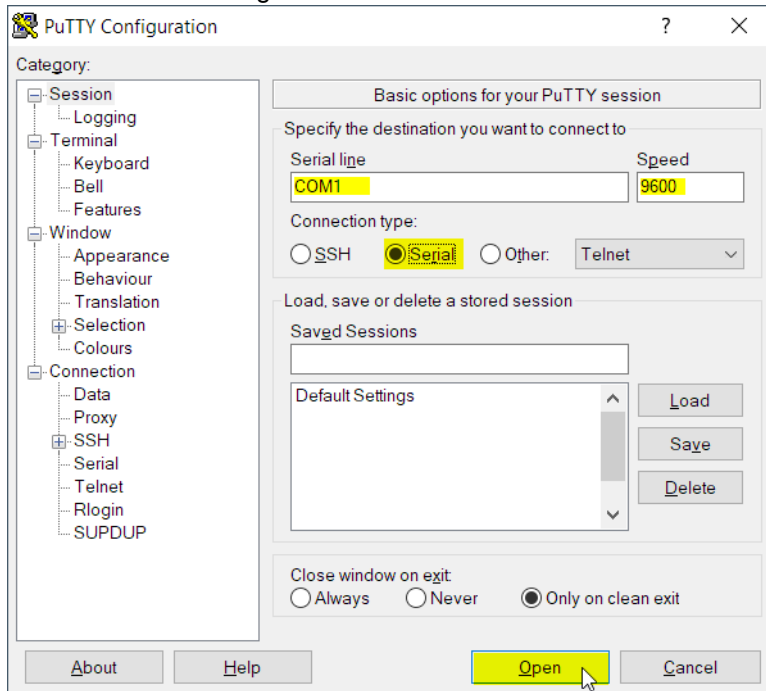 PuTTY Configuration ? ×
Category:
Session
Logging
Terminal
Keyboard
Bell
Features
Window
Appearance
Behaviour
Translation
Selection
Colours
Connection
Data
Proxy
SSH
Serial
Telnet
Rlogin
SUPDUP
Basic options for your PuTTY session
Specify the destination you want to connect to
Serial line Speed
COM1 9600
Connection type:
SSH Serial Other: Telnet
Load, save or delete a stored session
Saved Sessions
Default Settings
Load
Save
Delete
Close window on exit:
Always Never Only on clean exit
About Help Open Cancel